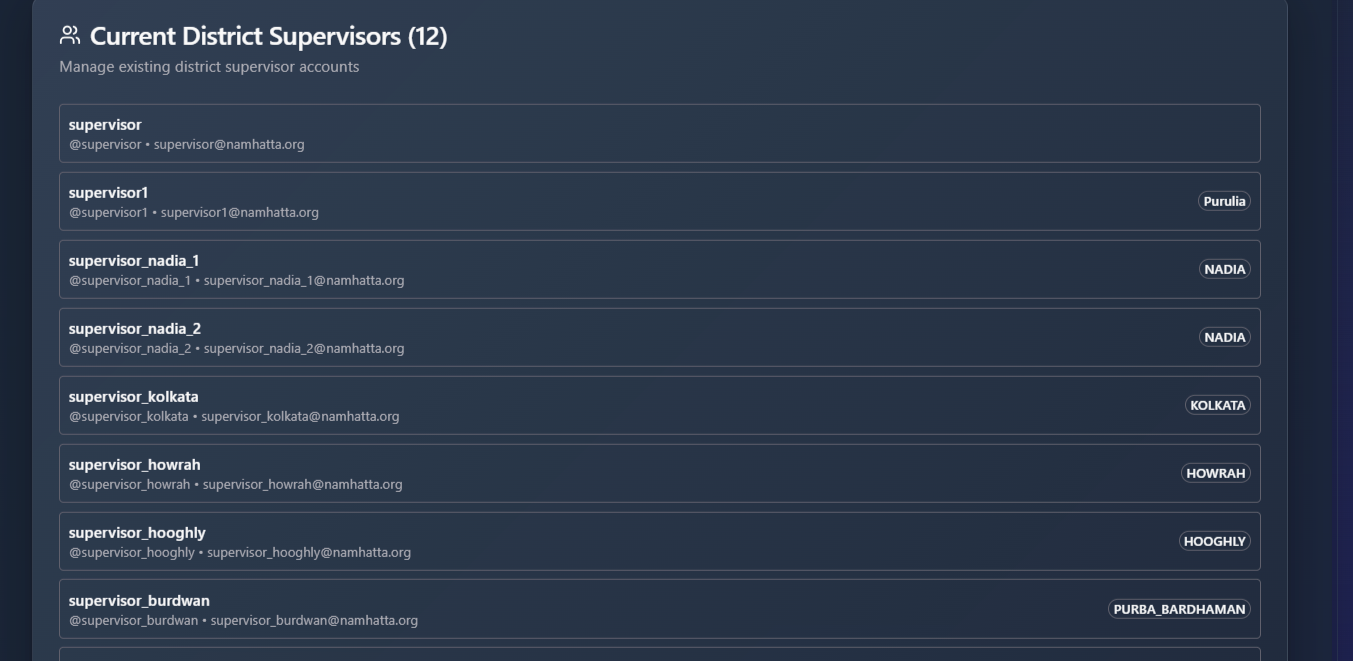 Current District Supervisors (12)
Manage existing district supervisor accounts
supervisor
@supervisor • supervisor@namhatta.org
supervisor1
@supervisor1 • supervisor1@namhatta.org
Purulia
supervisor_nadia_1
@supervisor_nadia_1 • supervisor_nadia_1@namhatta.org
NADIA
supervisor_nadia_2
@supervisor_nadia_2 • supervisor_nadia_2@namhatta.org
NADIA
supervisor_kolkata
@supervisor_kolkata • supervisor_kolkata@namhatta.org
KOLKATA
supervisor_howrah
@supervisor_howrah • supervisor_howrah@namhatta.org
HOWRAH
supervisor_hooghly
@supervisor_hooghly • supervisor_hooghly@namhatta.org
HOOGHLY
supervisor_burdwan
@supervisor_burdwan • supervisor_burdwan@namhatta.org
PURBA_BARDHAMAN